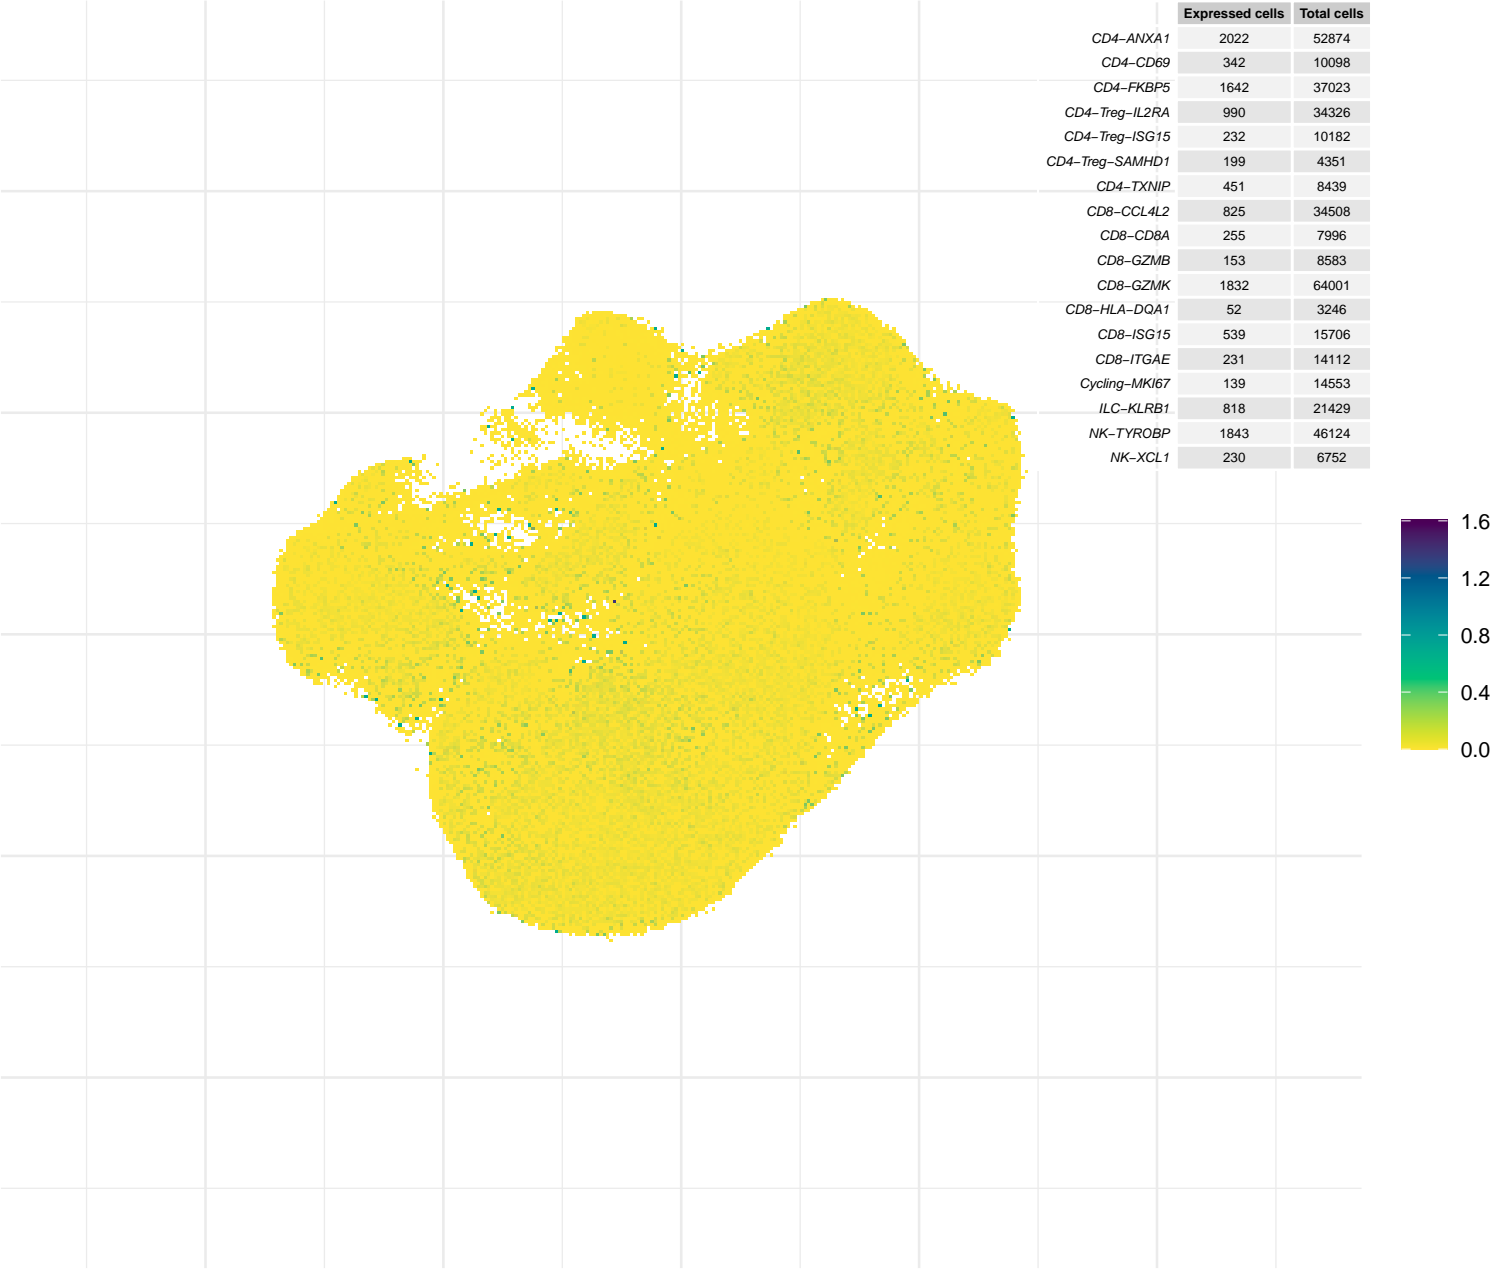 Expressed cells Total cells
CD4−ANXA1 2022 52874
CD4−CD69 342 10098
CD4−FKBP5 1642 37023
CD4−Treg−IL2RA 990 34326
CD4−Treg−ISG15 232 10182
CD4−Treg−SAMHD1 199 4351
CD4−TXNIP 451 8439
CD8−CCL4L2 825 34508
CD8−CD8A 255 7996
CD8−GZMB 153 8583
CD8−GZMK 1832 64001
CD8−HLA−DQA1 52 3246
CD8−ISG15 539 15706
CD8−ITGAE 231 14112
Cycling−MKI67 139 14553
ILC−KLRB1 818 21429
NK−TYROBP 1843 46124
NK−XCL1 230 6752
1.6
1.2
0.8
0.4
0.0